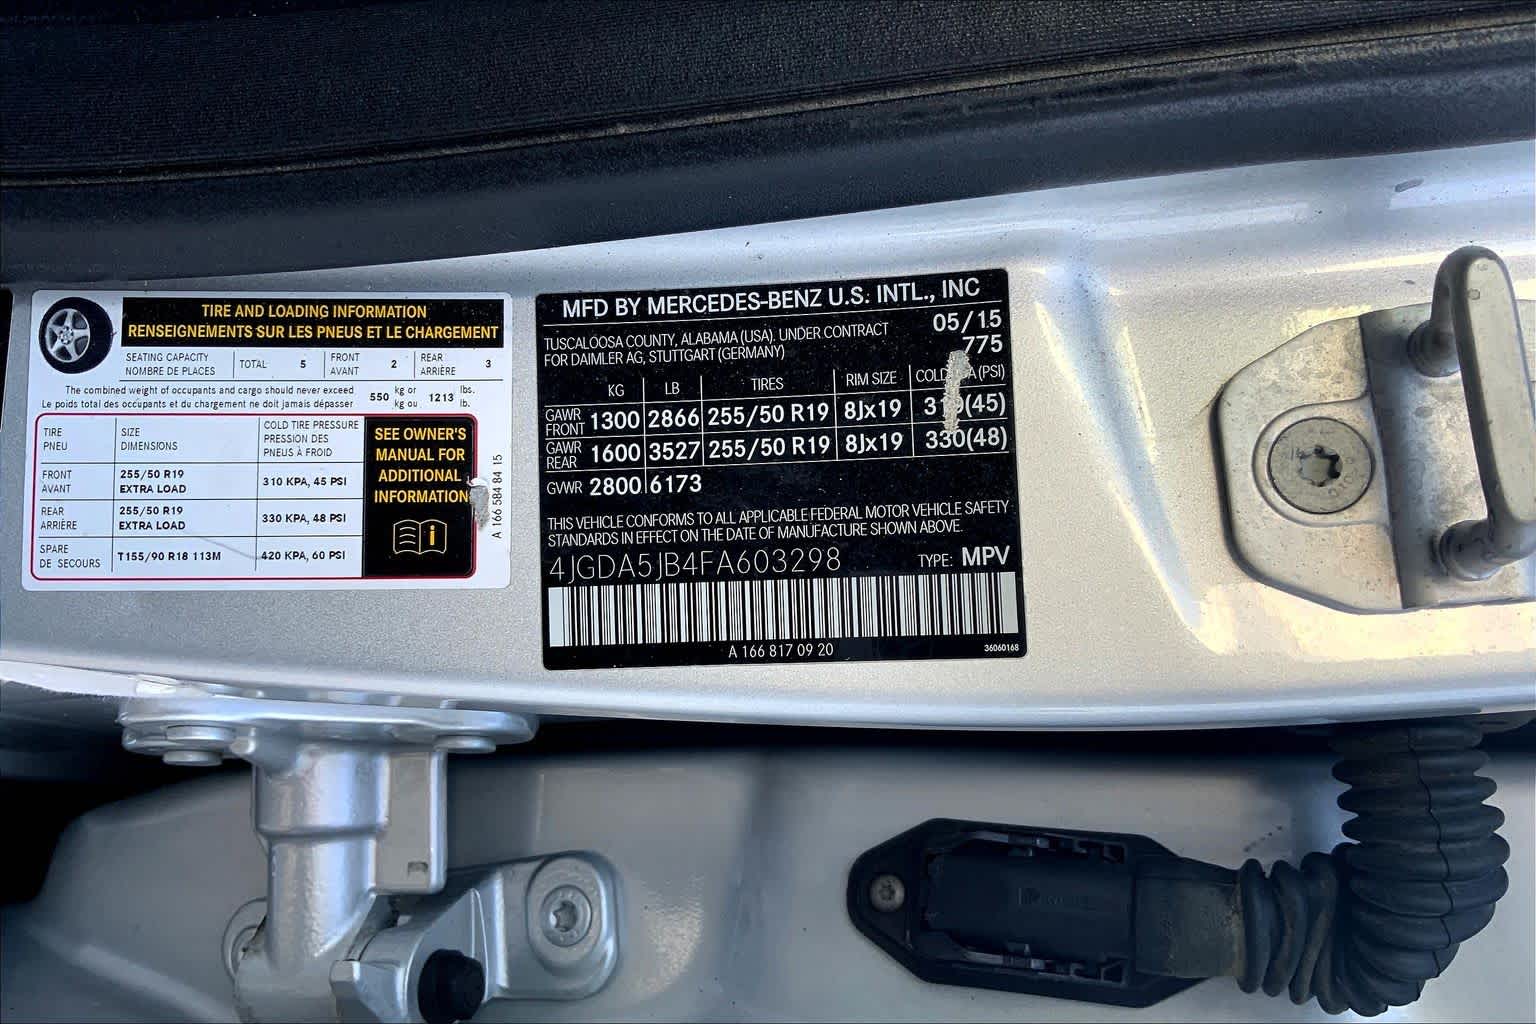 TIRE AND LOADING INFORMATION
RENSEIGNEMENTS SUR LES PNEUS ET LE CHARGEMENT
SEATING CAPACITY
NOMBRE DE PLACES
TOTAL 5
FRONT
AVANT
2
REAR
ARRIÈRE
3
The combined weight of occupants and cargo should never exceed
Le poids total des occupants et du chargement ne doit jamais dépasser
550 kg or
kg ou
1213 lbs.
lb.
TIRE
PNEU
SIZE
DIMENSIONS
COLD TIRE PRESSURE
PRESSION DES
PNEUS À FROID
FRONT
AVANT
255/50 R19
EXTRA LOAD
310 KPA, 45 PSI
REAR
ARRIÈRE
255/50 R19
EXTRA LOAD
330 KPA, 48 PSI
SPARE
DE SECOURS
T155/90 R18 113M
420 KPA, 60 PSI
SEE OWNER'S
MANUAL FOR
ADDITIONAL
INFORMATION
A 166 584 84 15
MFD BY MERCEDES-BENZ U.S. INTL., INC
TUSCALOOSA COUNTY, ALABAMA (USA). UNDER CONTRACT
FOR DAIMLER AG, STUTTGART (GERMANY)
05/15
775
KG LB TIRES RIM SIZE (PSI)
GAWR
FRONT
1300 2866 255/50 R19 8Jx19 (45)
GAWR
REAR
1600 3527 255/50 R19 8Jx19 330(48)
GVWR 2800 6173
THIS VEHICLE CONFORMS TO ALL APPLICABLE FEDERAL MOTOR VEHICLE SAFETY
STANDARDS IN EFFECT ON THE DATE OF MANUFACTURE SHOWN ABOVE.
4JGDA5JB4FA603298 TYPE: MPV
A 166 817 09 20
36060168